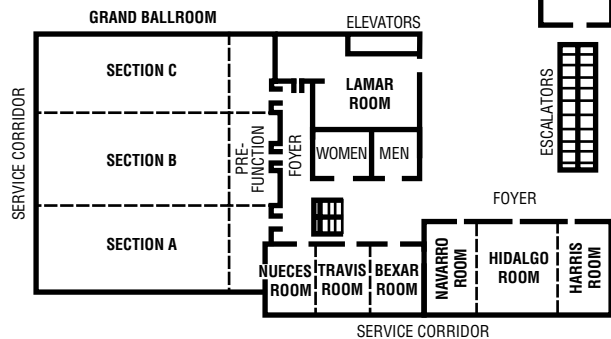 GRAND BALLROOM
ELEVATORS
SECTION C
LAMAR
ROOM
SERVICE CORRIDOR
ESCALATORS
SECTION B
PRE-
FUNCTION
FOYER
WOMEN
MEN
FOYER
SECTION A
NUECES
ROOM
TRAVIS
ROOM
BEXAR
ROOM
NAVARRO
ROOM
HIDALGO
ROOM
HARRIS
ROOM
SERVICE CORRIDOR